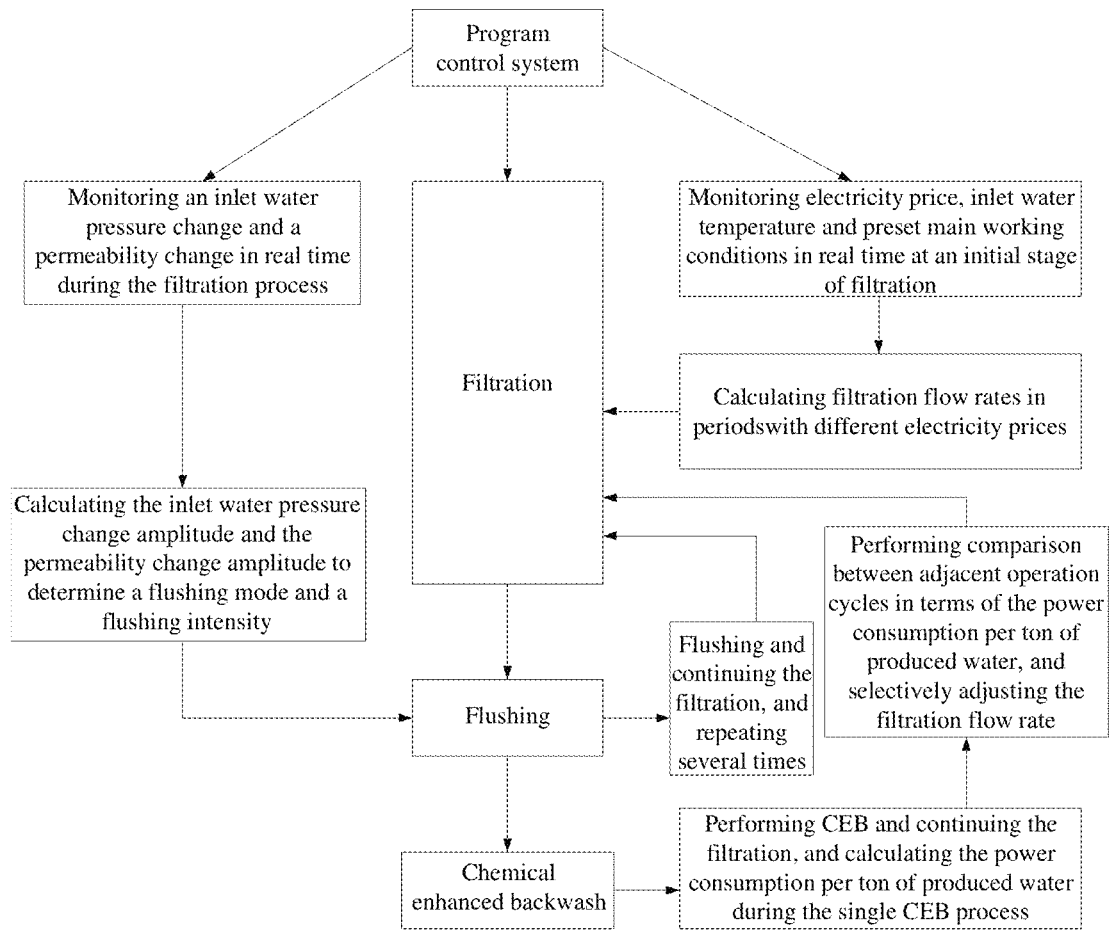 Program
control system
Monitoring an inlet water
pressure change and a
permeability change in real time
during the filtration process
Monitoring electricity price, inlet water
temperature and preset main working
conditions in real time at an initial stage
of filtration
Filtration
Calculating filtration flow rates in
periodswith different electricity prices
Calculating the inlet water pressure
change amplitude and the
permeability change amplitude to
determine a flushing mode and a
flushing intensity
Performing comparison
between adjacent operation
cycles in terms of the power
consumption per ton of
produced water, and
selectively adjusting the
filtration flow rate
Flushing
Flushing and
continuing the
filtration, and
repeating
several times
Chemical
enhanced backwash
Performing CEB and continuing the
filtration, and calculating the power
consumption per ton of produced water
during the single CEB process